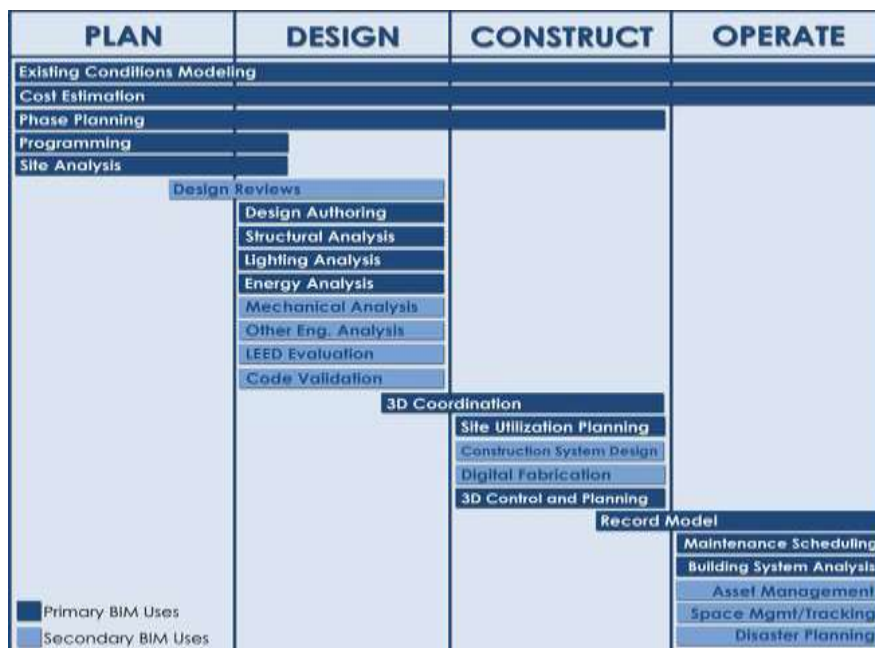 PLAN DESIGN CONSTRUCT OPERATE
Existing Conditions Modeling
Cost Estimation
Phase Planning
Programming
Site Analysis
Design Reviews
Design Authoring
Structural Analysis
Lighting Analysis
Energy Analysis
Mechanical Analysis
Other Eng. Analysis
LEED Evaluation
Code Validation
3D Coordination
Site Utilization Planning
Construction System Design
Digital Fabrication
3D Control and Planning
Record Model
Maintenance Scheduling
Building System Analysis
Asset Management
Space Mgmt/Tracking
Disaster Planning
Primary BIM Uses
Secondary BIM Uses